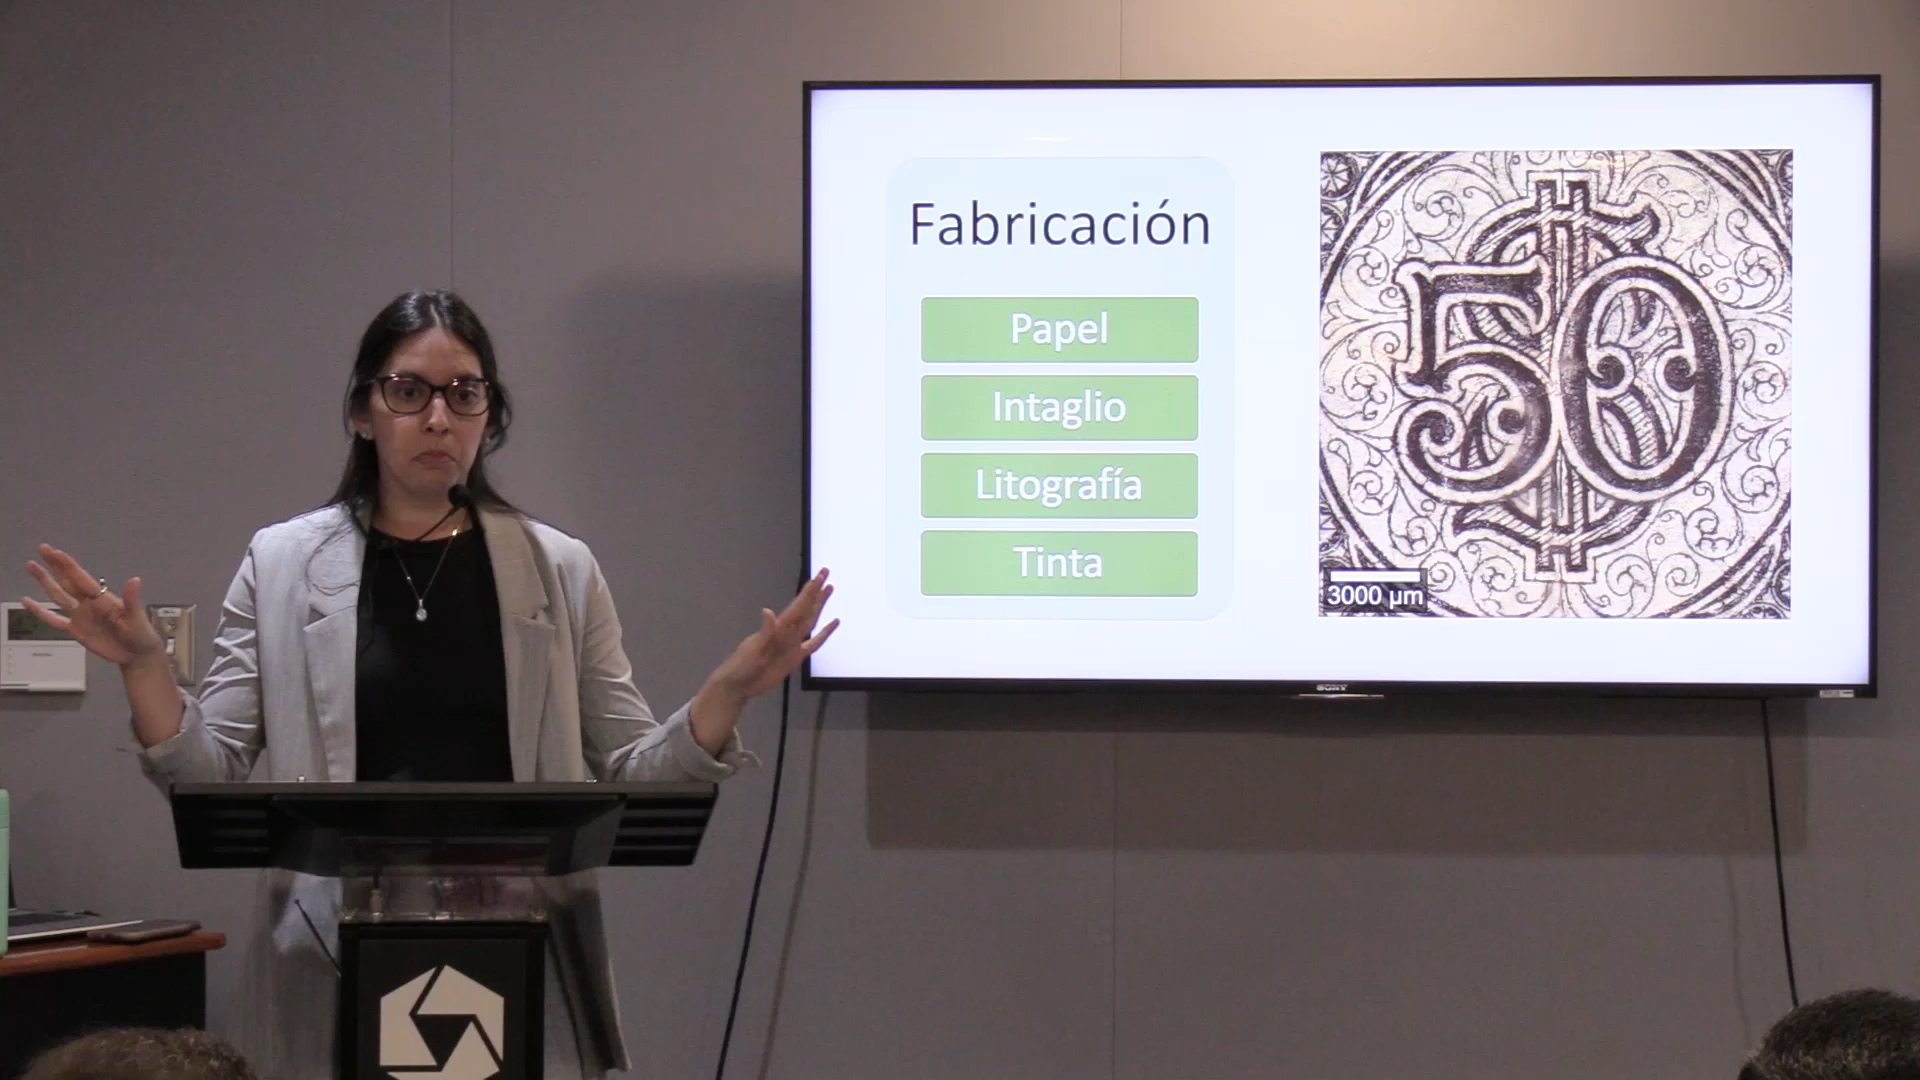 Fabricación
Papel
Intaglio
Litografía
Tinta
50
3000 µm
SONY